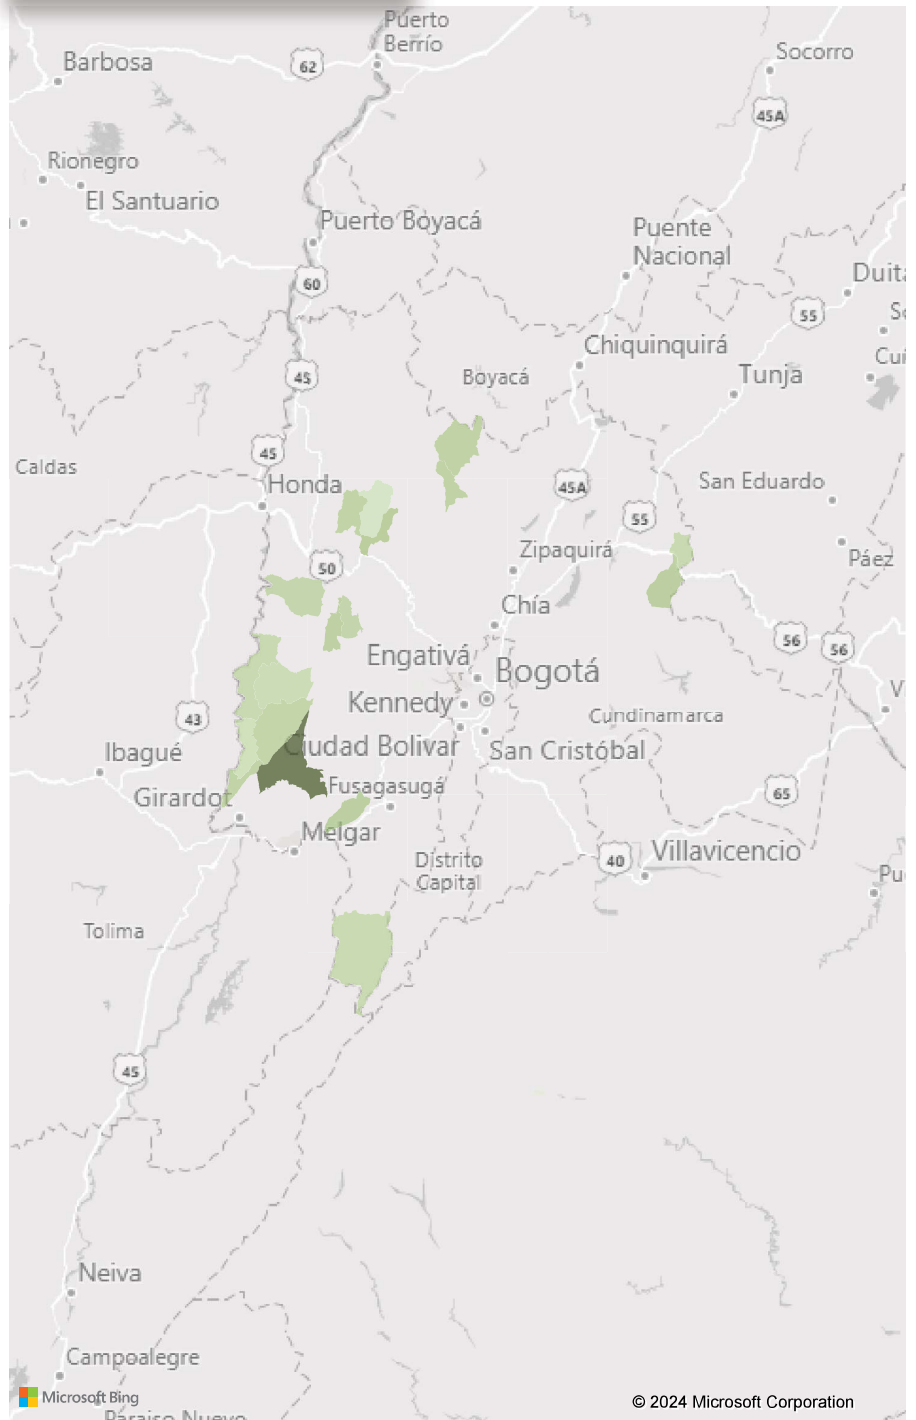 Puerto
Berrío
Socorro
Barbosa
62
45A
Rionegro
El Santuario
Puerto Boyacá
Puente
Nacional
60
55
Chiquinquirá
45
Boyacá
Tunja
45
Caldas
Honda
45A
San Eduardo
55
Zipaquirá
Páez
50
Chía
56
56
Engativá
Bogotá
Kennedy
43
Cundinamarca
Ibagué
Ciudad Bolivar
San Cristóbal
Girardot
Fusagasugá
65
Melgar
40
Villavicencio
Distrito
Capital
Tolima
45
Neiva
Campoalegre
Microsoft Bing
© 2024 Microsoft Corporation
Paraiso Nuevo